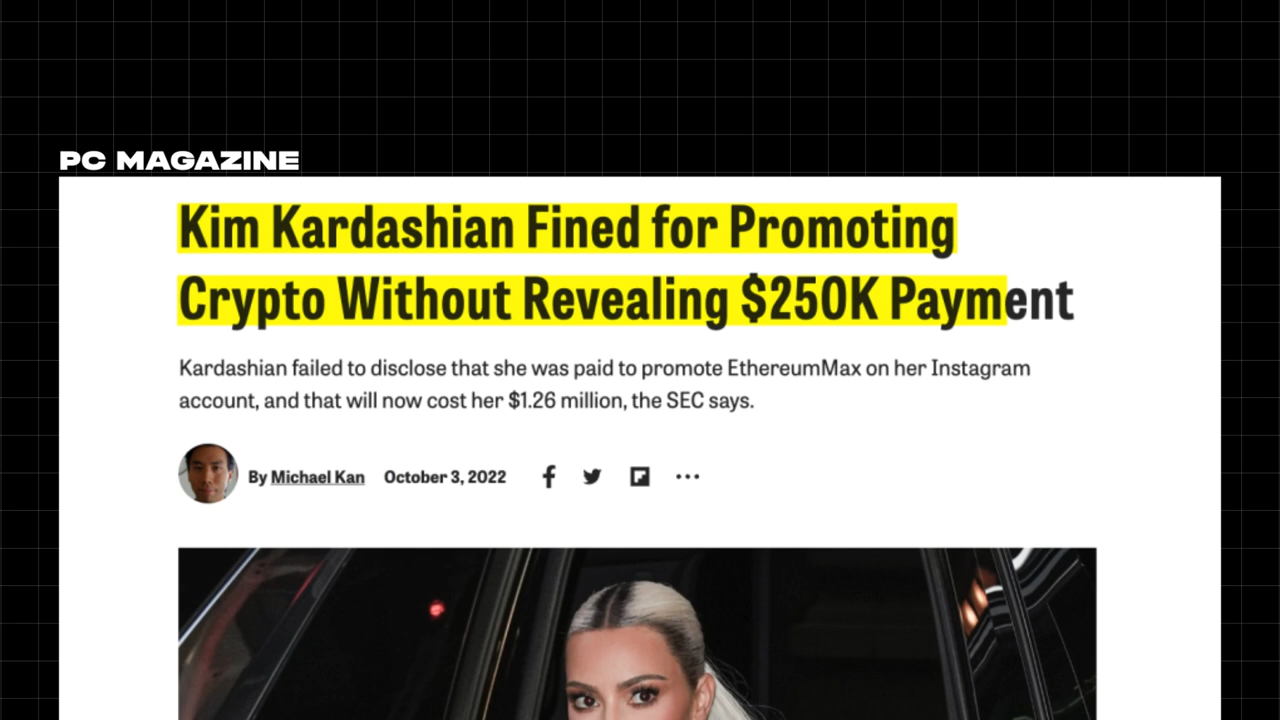 PC MAGAZINE
Kim Kardashian Fined for Promoting
Crypto Without Revealing $250K Payment
Kardashian failed to disclose that she was paid to promote EthereumMax on her Instagram
account, and that will now cost her $1.26 million, the SEC says.
By Michael Kan October 3, 2022